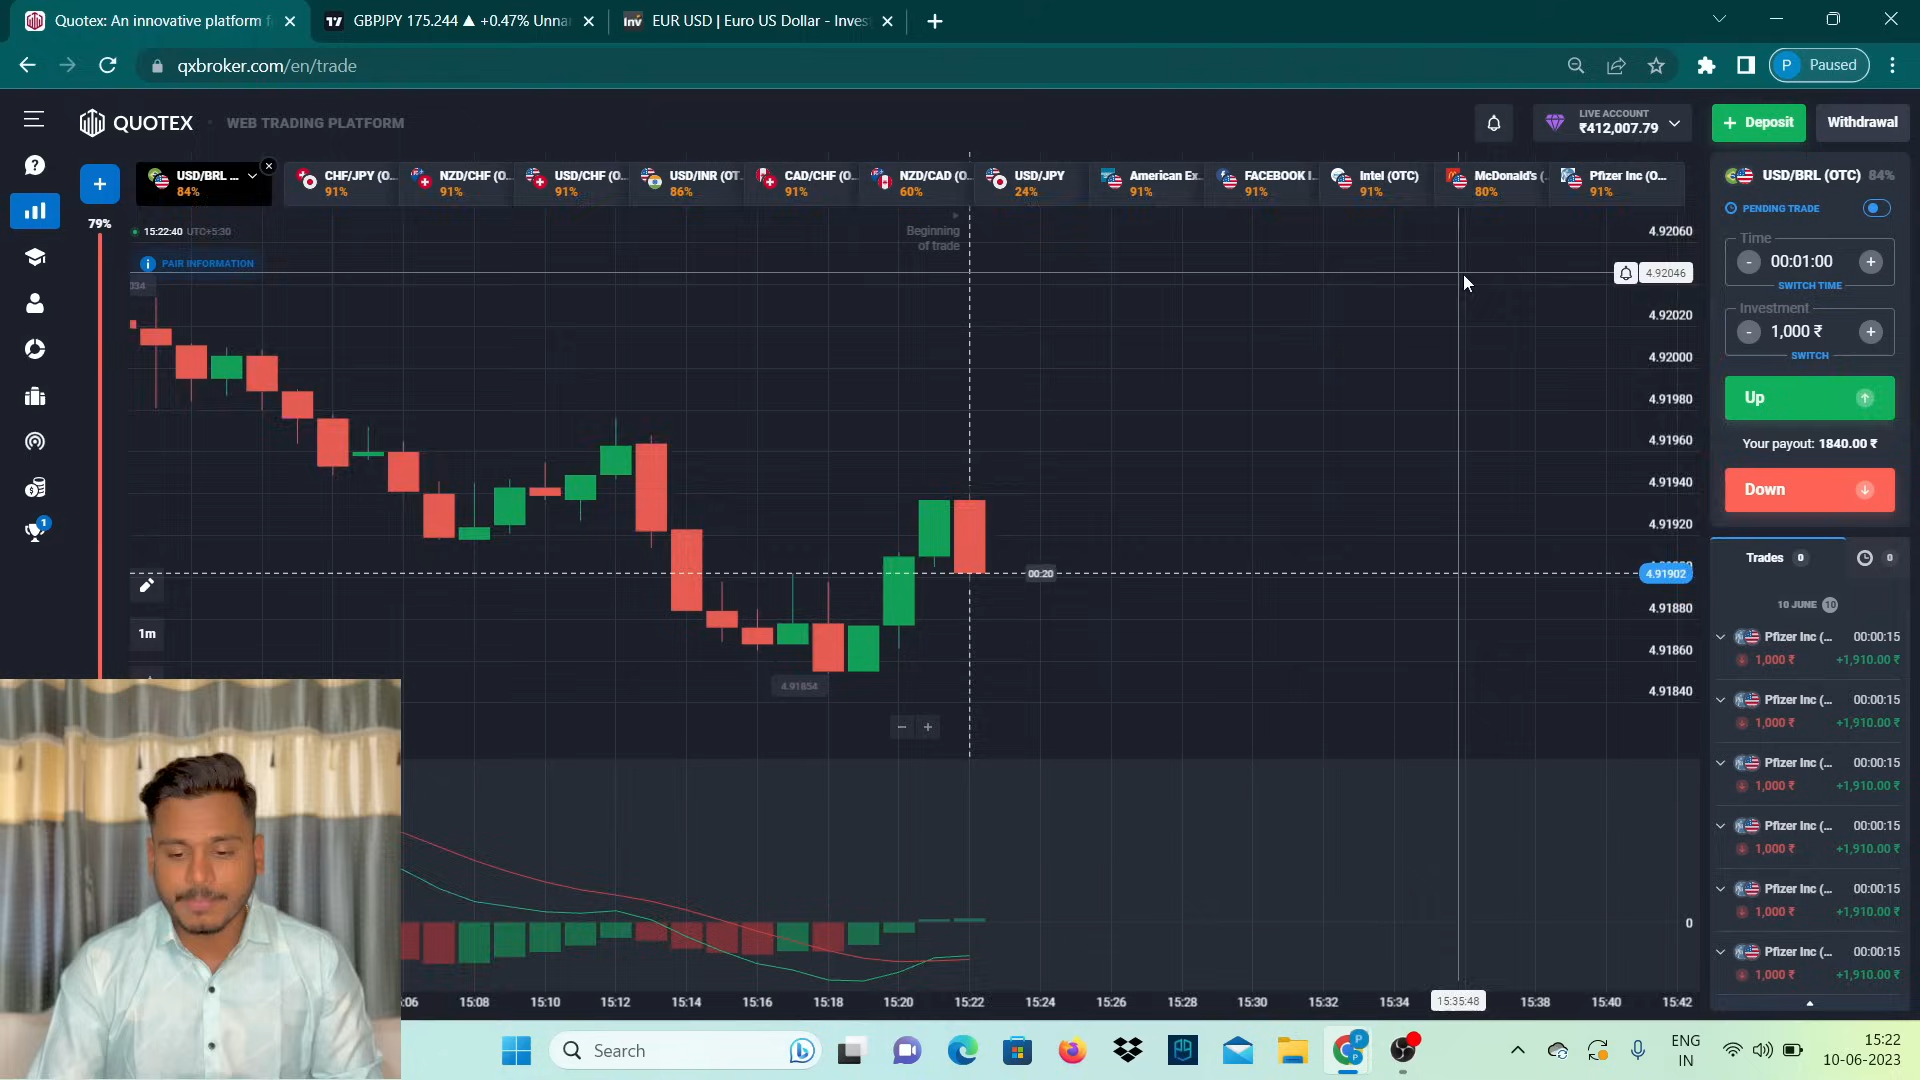 Quotex: An innovative platform f
GBPJPY 175.244 ▲ +0.47% Unna
EUR USD | Euro US Dollar - Inves
qxbroker.com/en/trade
P Paused
QUOTEX
WEB TRADING PLATFORM
LIVE ACCOUNT
₹412,007.79
+ Deposit
Withdrawal
USD/BRL ...
84%
CHF/JPY (O...
91%
NZD/CHF (O...
91%
USD/CHF (O...
91%
USD/INR (OT...
86%
CAD/CHF (O...
91%
NZD/CAD (O...
60%
USD/JPY
24%
American Ex...
91%
FACEBOOK I...
91%
Intel (OTC)
91%
McDonald's (...
80%
Pfizer Inc (O...
91%
79%
15:22:40 UTC+5:30
PAIR INFORMATION
Beginning
of trade
4.92060
4.92046
4.92020
4.92000
4.91980
4.91960
4.91940
4.91920
4.91902
4.91880
4.91860
4.91840
00:20
1m
4.91854
0
:06
15:08
15:10
15:12
15:14
15:16
15:18
15:20
15:22
15:24
15:26
15:28
15:30
15:32
15:34
15:35:48
15:38
15:40
15:42
USD/BRL (OTC) 84%
PENDING TRADE
Time
- 00:01:00 +
SWITCH TIME
Investment
- 1,000 ₹ +
SWITCH
Up
Your payout: 1840.00 ₹
Down
Trades 0
0
10 JUNE 10
Pfizer Inc (... 00:00:15
1,000 ₹ +1,910.00 ₹
Pfizer Inc (... 00:00:15
1,000 ₹ +1,910.00 ₹
Pfizer Inc (... 00:00:15
1,000 ₹ +1,910.00 ₹
Pfizer Inc (... 00:00:15
1,000 ₹ +1,910.00 ₹
Pfizer Inc (... 00:00:15
1,000 ₹ +1,910.00 ₹
Pfizer Inc (... 00:00:15
1,000 ₹ +1,910.00 ₹
Search
ENG
IN
15:22
10-06-2023